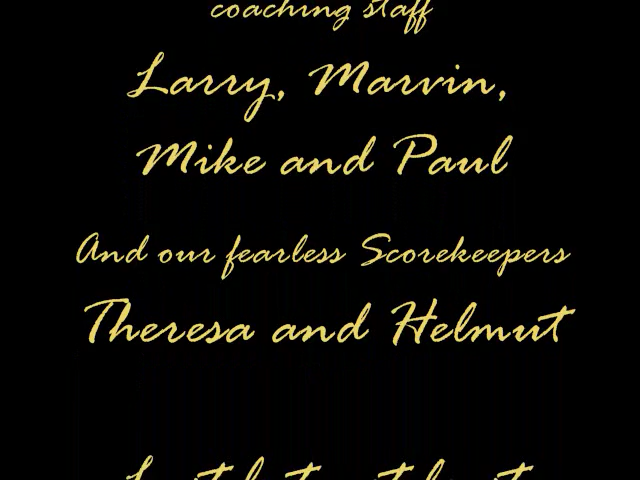 coaching staff
Larry, Marvin,
Mike and Paul
And our fearless Scorekeepers
Theresa and Helmut